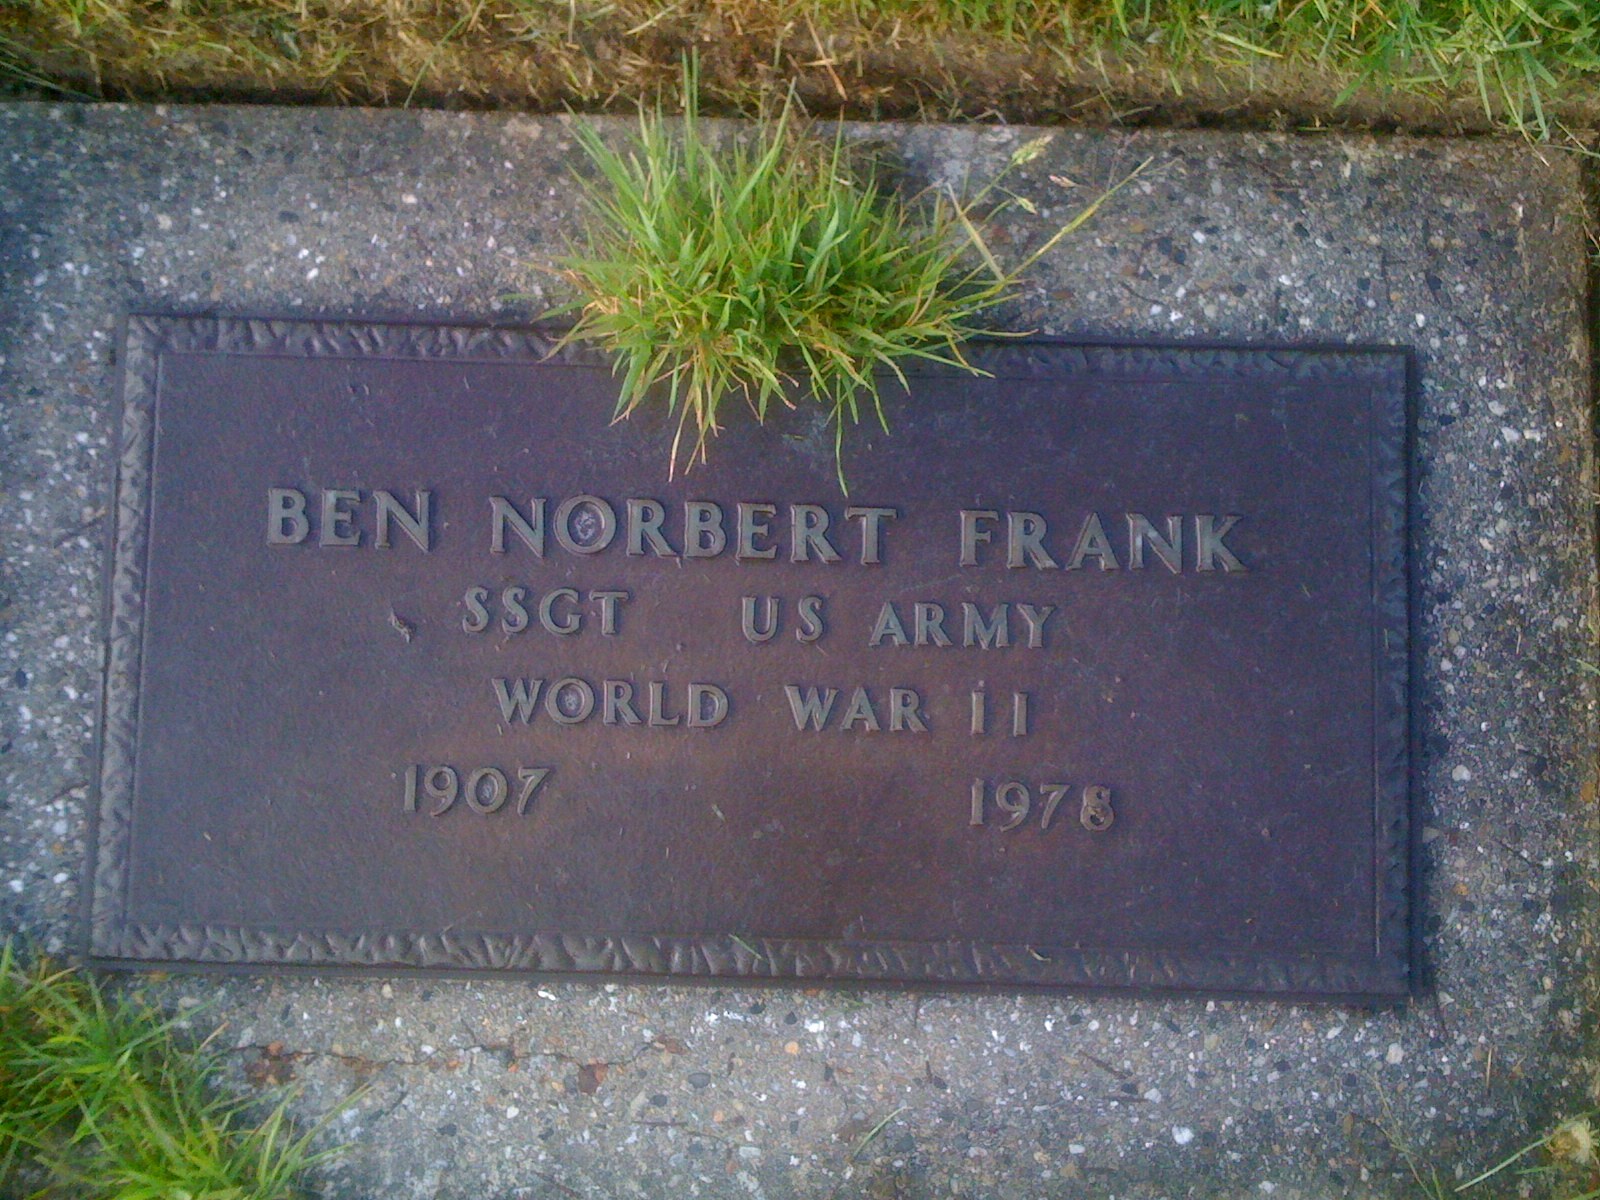 BEN NORBERT FRANK
SSGT US ARMY
WORLD WAR II
1907 1978